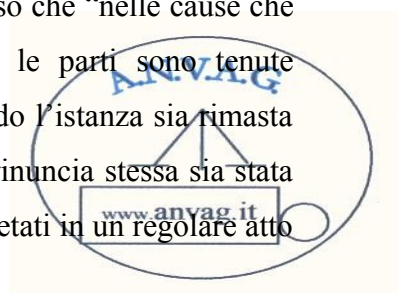 so che “nelle cause che
le parti sono tenute
A.N.V.A.G.
do l’istanza sia rimasta
rinuncia stessa sia stata
www.anvag.it
etati in un regolare atto